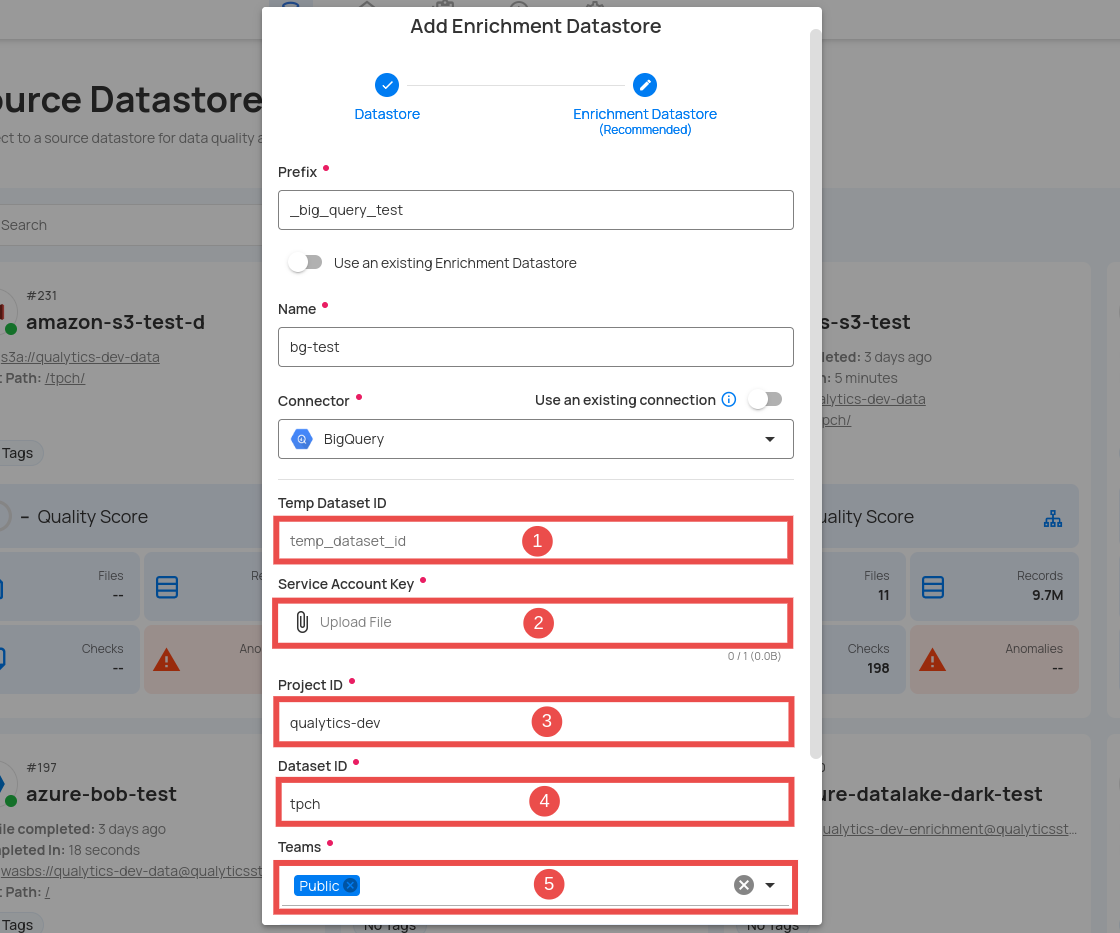 Add Enrichment Datastore
Datastore
Enrichment Datastore
(Recommended)
Prefix
_big_query_test
Use an existing Enrichment Datastore
Name
bg-test
Connector
Use an existing connection
BigQuery
Temp Dataset ID
temp_dataset_id
1
Service Account Key
Upload File
2
0 / 1 (0.0B)
Project ID
qualytics-dev
3
Dataset ID
tpch
4
Teams
Public
5
ource Datastore
ect to a source datastore for data quality a
Search
#231
amazon-s3-test-d
s3a://qualytics-dev-data
t Path: /tpch/
Tags
– Quality Score
Files
--
Re
Checks
--
Ano
#197
azure-bob-test
ile completed: 3 days ago
pleted In: 18 seconds
wasbs://qualytics-dev-data@qualyticsst
t Path: /
Tags
No Tags
s-s3-test
leted: 3 days ago
n: 5 minutes
alytics-dev-data
pch/
uality Score
Files
11
Records
9.7M
Checks
198
Anomalies
--
ure-datalake-dark-test
ualytics-dev-enrichment@qualyticsst...
No Tags